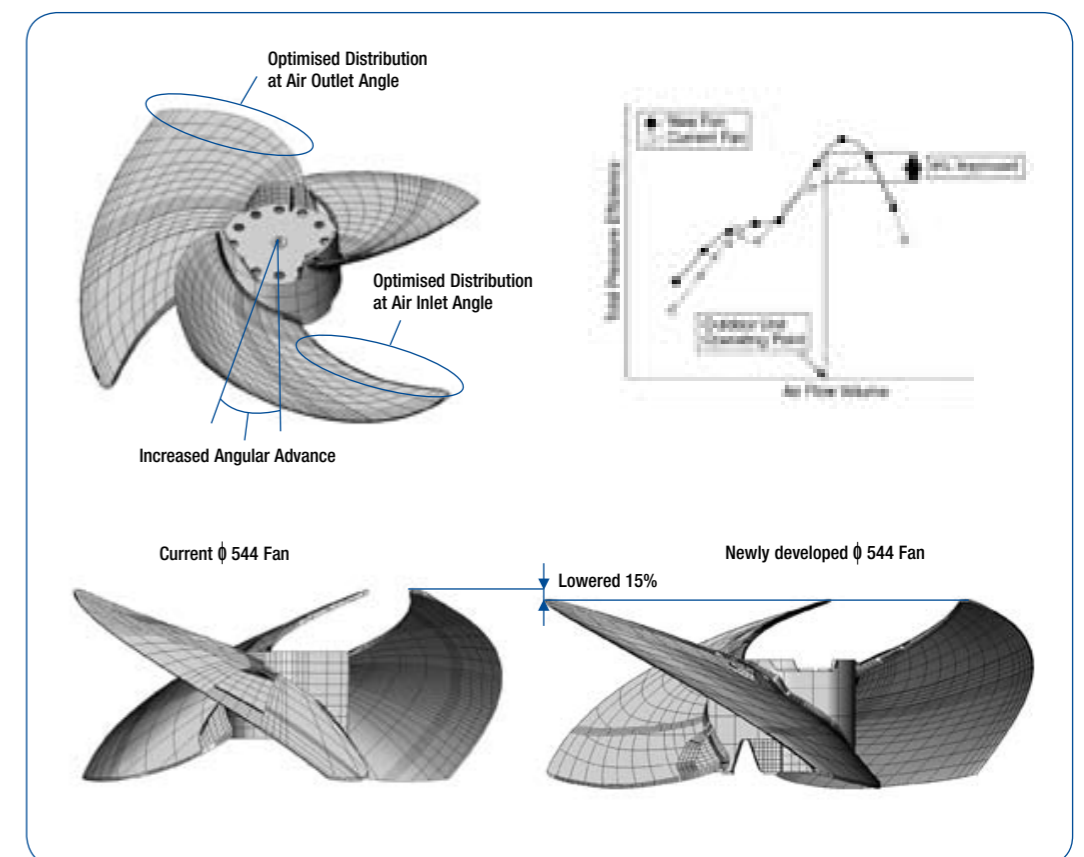 Optimised Distribution
at Air Outlet Angle
New Fan
Current Fan
Total Pressure Efficiency
Improved
Outdoor Unit
Operating Point
Air Flow Volume
Optimised Distribution
at Air Inlet Angle
Increased Angular Advance
Current ϕ 544 Fan
Newly developed ϕ 544 Fan
Lowered 15%